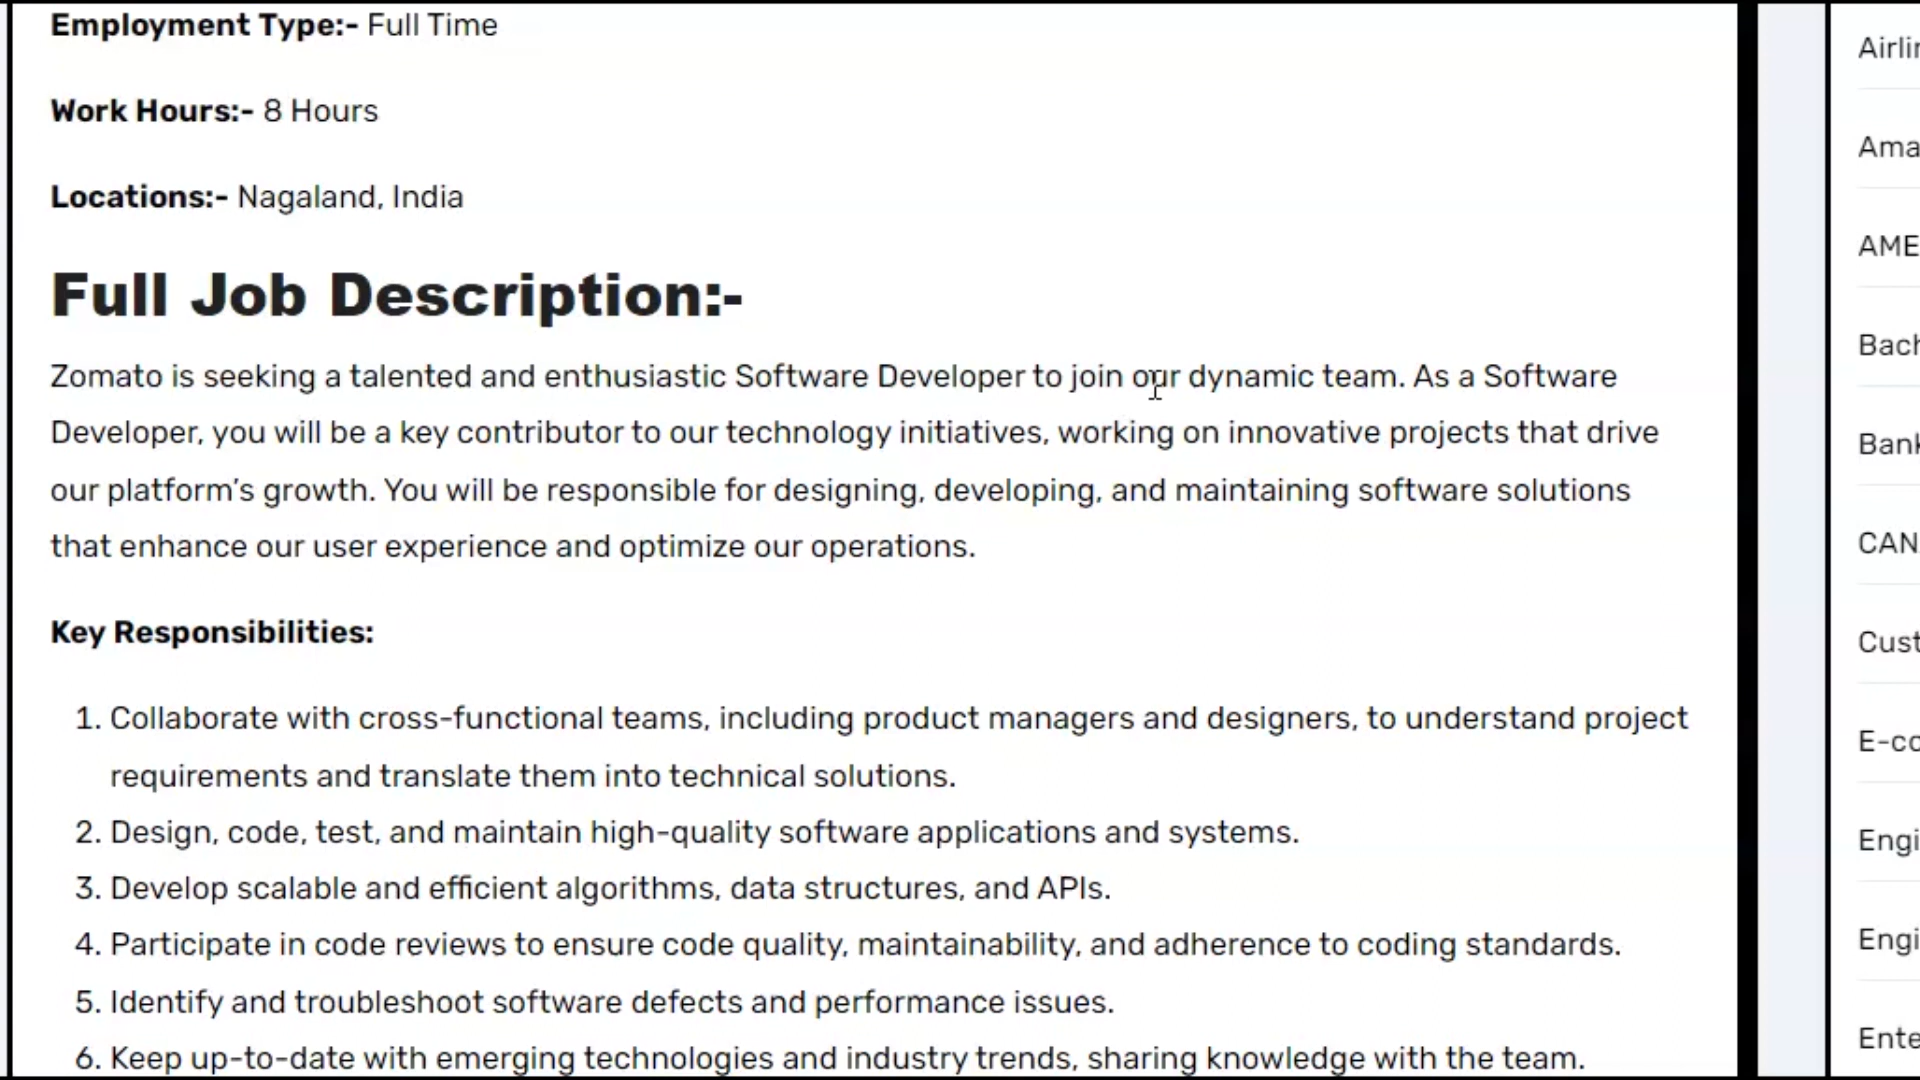 Employment Type:- Full Time
Work Hours:- 8 Hours
Locations:- Nagaland, India
Full Job Description:-
Zomato is seeking a talented and enthusiastic Software Developer to join our dynamic team. As a Software
Developer, you will be a key contributor to our technology initiatives, working on innovative projects that drive
our platform’s growth. You will be responsible for designing, developing, and maintaining software solutions
that enhance our user experience and optimize our operations.
Key Responsibilities:
1. Collaborate with cross-functional teams, including product managers and designers, to understand project
requirements and translate them into technical solutions.
2. Design, code, test, and maintain high-quality software applications and systems.
3. Develop scalable and efficient algorithms, data structures, and APIs.
4. Participate in code reviews to ensure code quality, maintainability, and adherence to coding standards.
5. Identify and troubleshoot software defects and performance issues.
6. Keep up-to-date with emerging technologies and industry trends, sharing knowledge with the team.
Airlin
Ama
AME
Bach
Bank
CAN
Cust
E-co
Engi
Engi
Ente